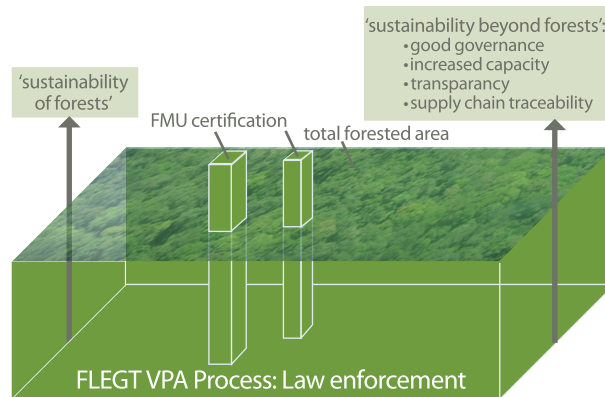 'sustainability beyond forests':
• good governance
• increased capacity
• transparancy
• supply chain traceability
'sustainability
of forests'
FMU certification
total forested area
FLEGT VPA Process: Law enforcement